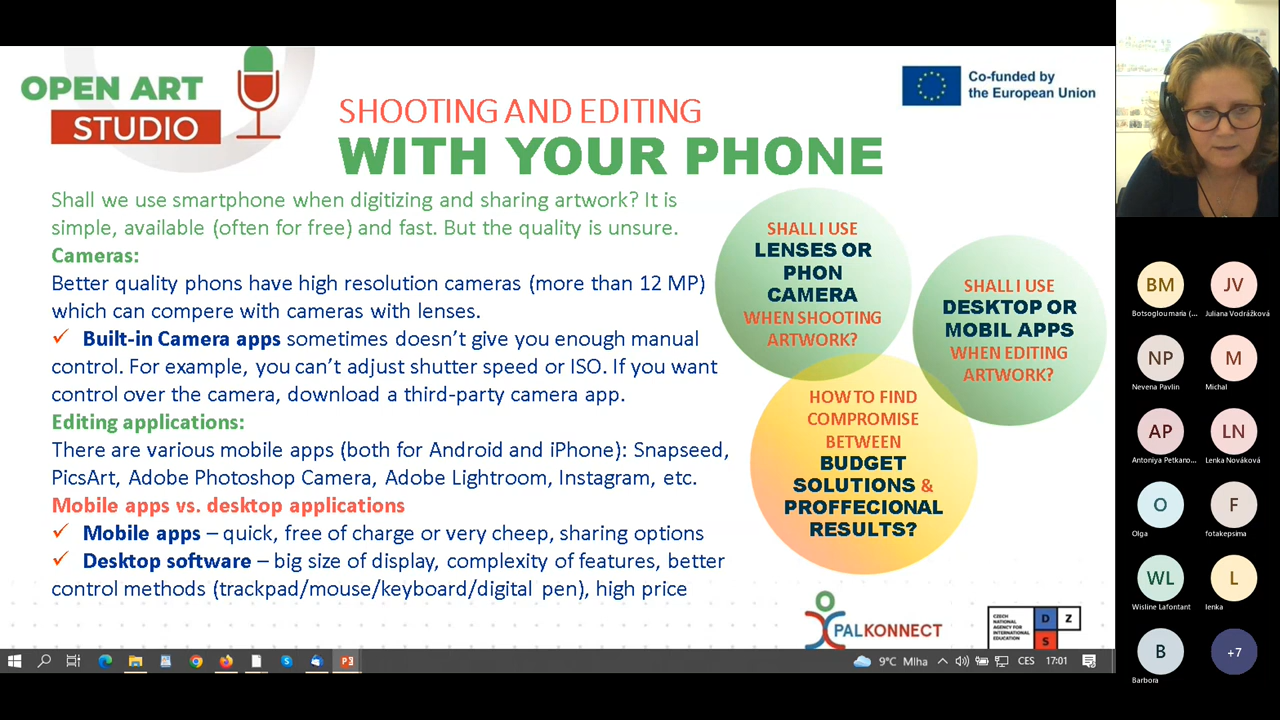 OPEN ART
STUDIO
SHOOTING AND EDITING
WITH YOUR PHONE
Co-funded by
the European Union
Shall we use smartphone when digitizing and sharing artwork? It is
simple, available (often for free) and fast. But the quality is unsure.
Cameras:
Better quality phons have high resolution cameras (more than 12 MP)
which can compere with cameras with lenses.
✓ Built-in Camera apps sometimes doesn't give you enough manual
control. For example, you can't adjust shutter speed or ISO. If you want
control over the camera, download a third-party camera app.
Editing applications:
There are various mobile apps (both for Android and iPhone): Snapseed,
PicsArt, Adobe Photoshop Camera, Adobe Lightroom, Instagram, etc.
Mobile apps vs. desktop applications
✓ Mobile apps – quick, free of charge or very cheep, sharing options
✓ Desktop software – big size of display, complexity of features, better
control methods (trackpad/mouse/keyboard/digital pen), high price
SHALL I USE
LENSES OR
PHON
CAMERA
WHEN SHOOTING
ARTWORK?
SHALL I USE
DESKTOP OR
MOBIL APPS
WHEN EDITING
ARTWORK?
HOW TO FIND
COMPROMISE
BETWEEN
BUDGET
SOLUTIONS &
PROFFECIONAL
RESULTS?
PALKONNECT
CZECH
NATIONAL
AGENCY FOR
INTERNATIONAL
EDUCATION
D
Z
S
9°C Mlha
CES
17:01
BM
Botsoglou maria (...
JV
Juliana Vodrážková
NP
Nevena Pavlin
M
Michal
AP
Antoniya Petkano...
LN
Lenka Nováková
O
Olga
F
fotakepsima
WL
Wisline Lafontant
L
lenka
B
Barbora
+7